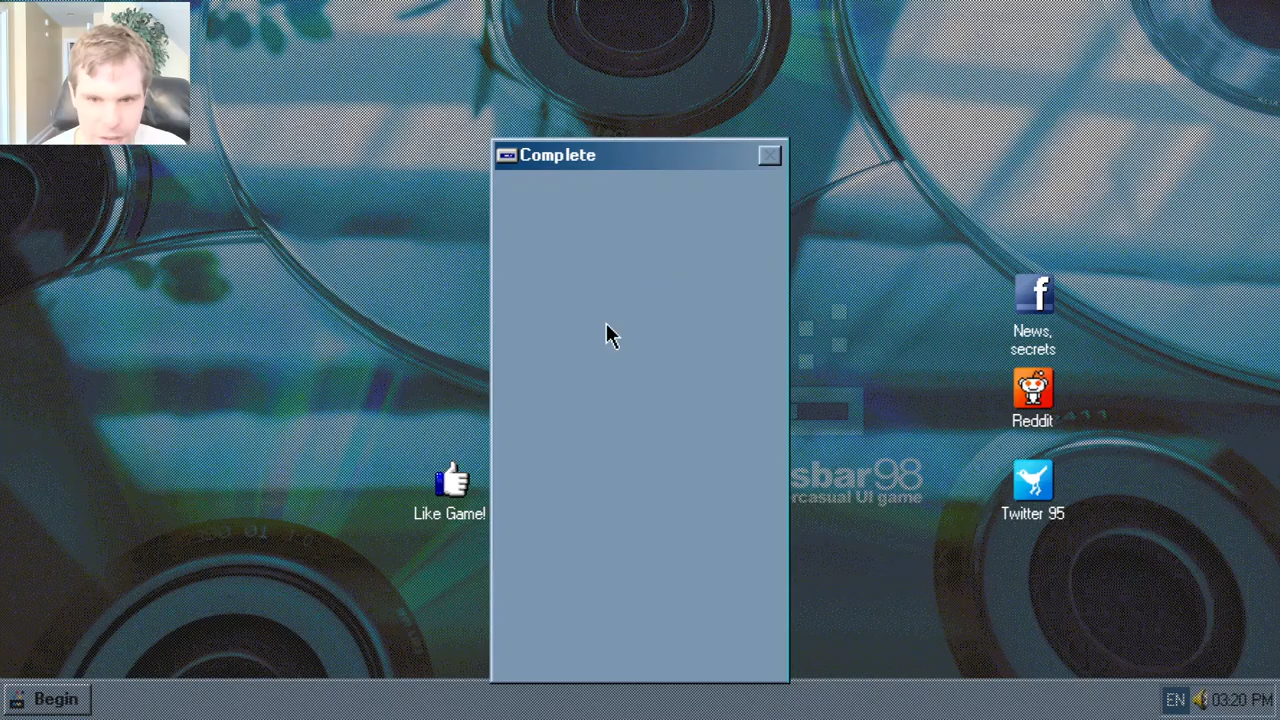 Complete
News,
secrets
Reddit
sbar98
rcasual UI game
Like Game!
Twitter 95
Begin
EN 03:20 PM